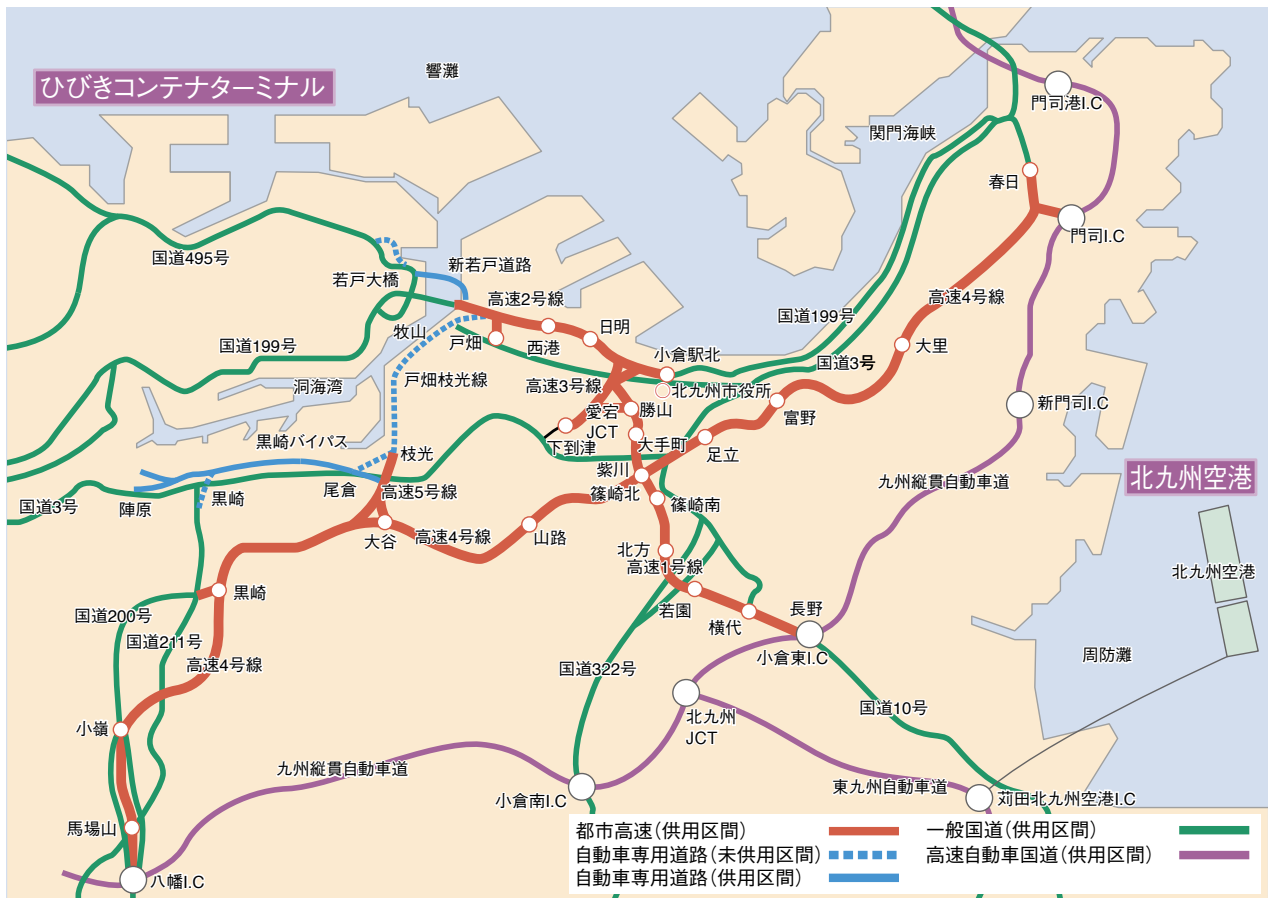 ひびきコンテナターミナル
響灘
門司港I.C
関門海峡
春日
門司I.C
国道495号
若戸大橋
新若戸道路
高速2号線
高速4号線
国道199号
牧山
戸畑
西港
日明
小倉駅北
国道3号
大里
国道199号
洞海湾
戸畑枝光線
高速3号線
北九州市役所
愛宕
JCT
勝山
富野
新門司I.C
下到津
大手町
足立
黒崎バイパス
枝光
紫川
北九州空港
国道3号
陣原
黒崎
尾倉
高速5号線
篠崎北
篠崎南
九州縦貫自動車道
大谷
高速4号線
山路
北方
高速1号線
北九州空港
黒崎
若園
横代
長野
国道200号
国道211号
小倉東I.C
周防灘
高速4号線
国道322号
国道10号
小嶺
北九州
JCT
九州縦貫自動車道
小倉南I.C
東九州自動車道
苅田北九州空港I.C
馬場山
八幡I.C
都市高速（供用区間）
一般国道（供用区間）
自動車専用道路（未供用区間）
高速自動車国道（供用区間）
自動車専用道路（供用区間）